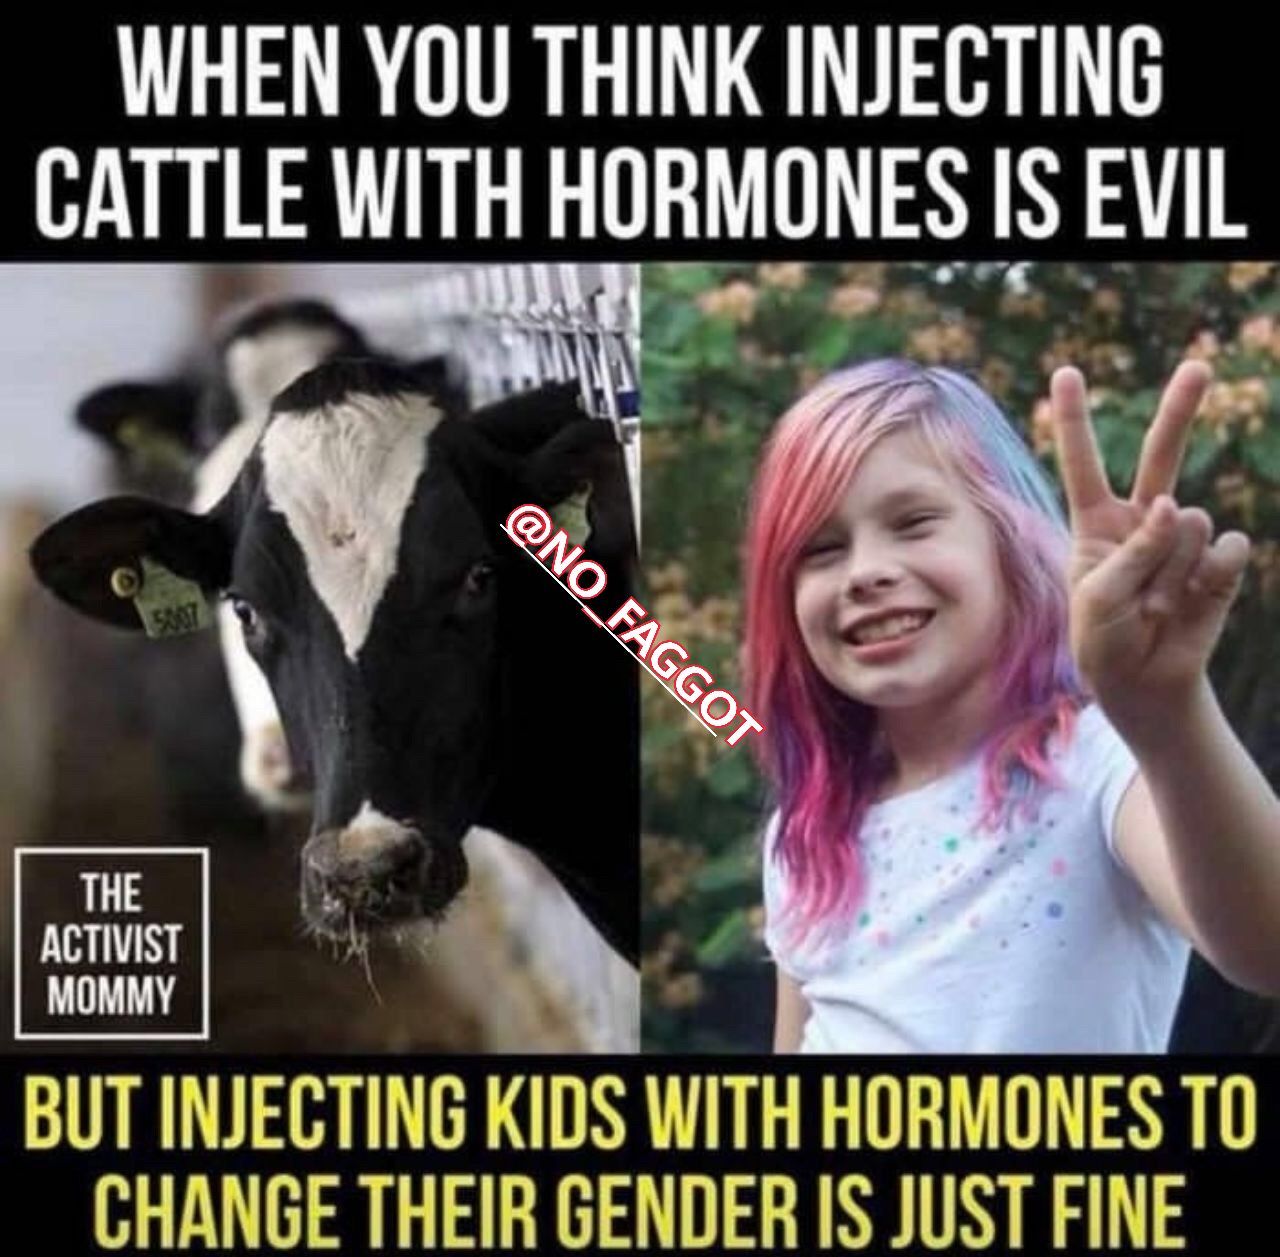 WHEN YOU THINK INJECTING
CATTLE WITH HORMONES IS EVIL
@NO_FAGGOT
5007
THE
ACTIVIST
MOMMY
BUT INJECTING KIDS WITH HORMONES TO
CHANGE THEIR GENDER IS JUST FINE